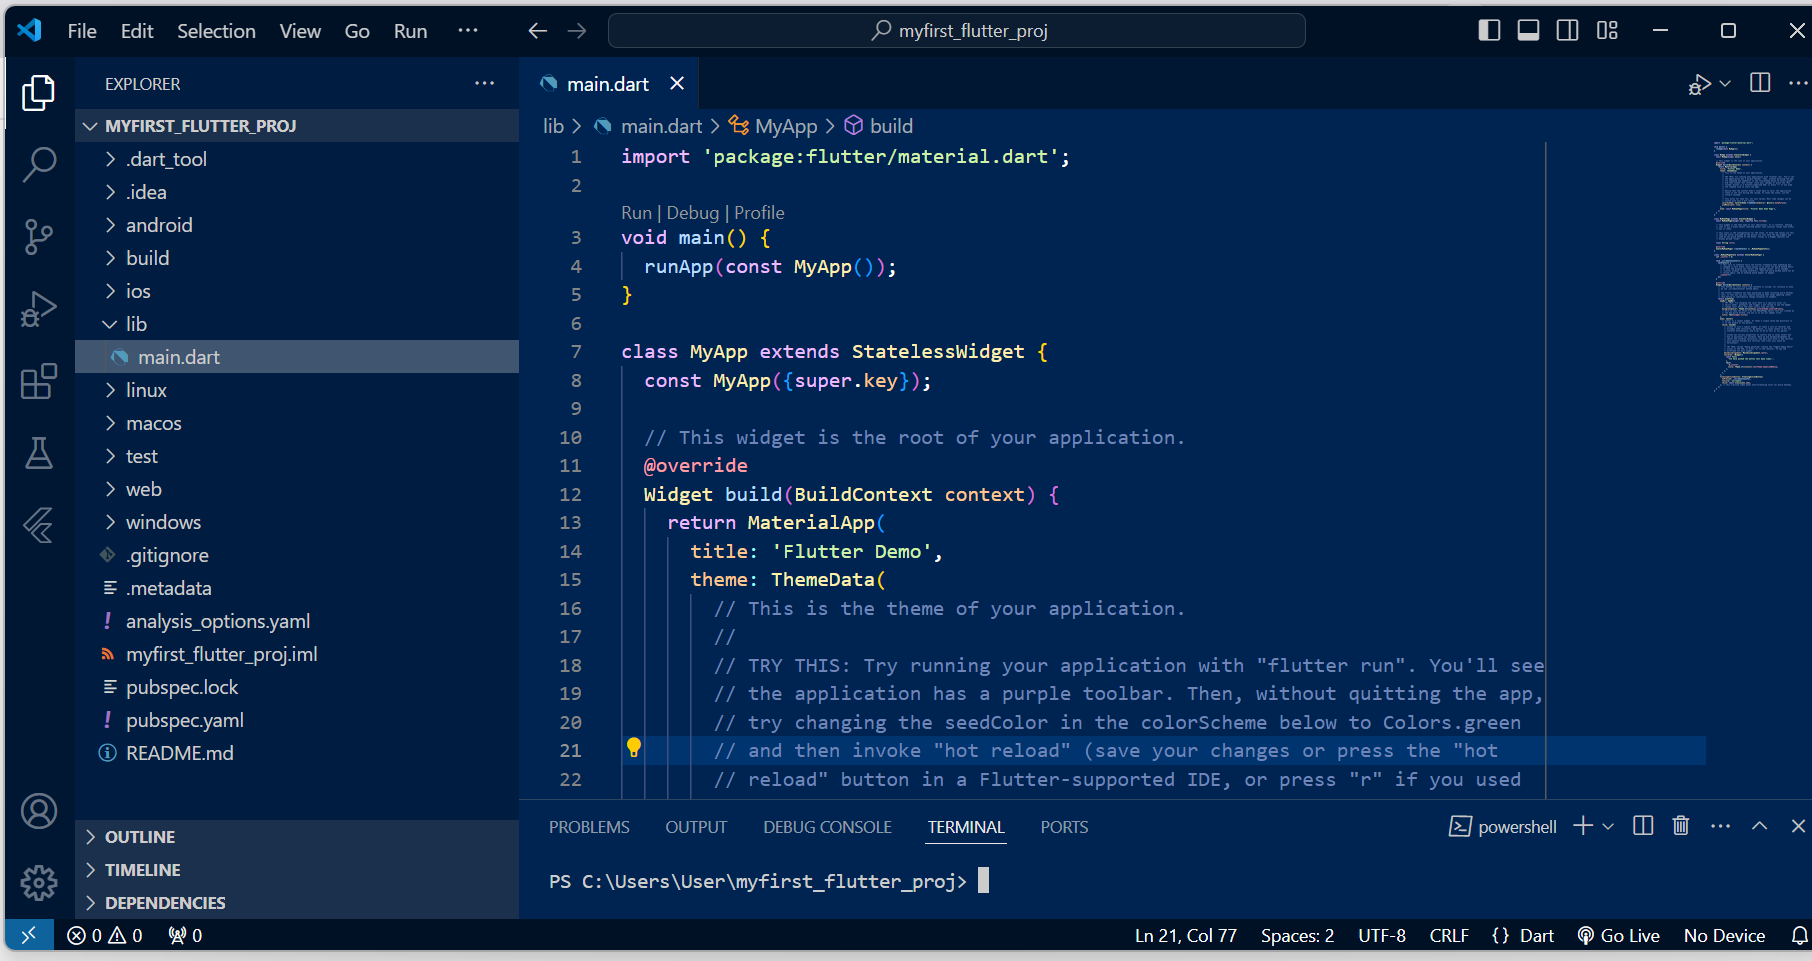 File Edit Selection View Go Run ···
myfirst_flutter_proj
EXPLORER
MYFIRST_FLUTTER_PROJ
.dart_tool
.idea
android
build
ios
lib
main.dart
linux
macos
test
web
windows
.gitignore
.metadata
! analysis_options.yaml
myfirst_flutter_proj.iml
pubspec.lock
! pubspec.yaml
README.md
OUTLINE
TIMELINE
DEPENDENCIES
main.dart
lib > main.dart > MyApp > build
1 import 'package:flutter/material.dart';
2
Run | Debug | Profile
3 void main() {
4 runApp(const MyApp());
5 }
6
7 class MyApp extends StatelessWidget {
8 const MyApp({super.key});
9
10 // This widget is the root of your application.
11 @override
12 Widget build(BuildContext context) {
13 return MaterialApp(
14 title: 'Flutter Demo',
15 theme: ThemeData(
16 // This is the theme of your application.
17 //
18 // TRY THIS: Try running your application with "flutter run". You'll see
19 // the application has a purple toolbar. Then, without quitting the app,
20 // try changing the seedColor in the colorScheme below to Colors.green
21 // and then invoke "hot reload" (save your changes or press the "hot
22 // reload" button in a Flutter-supported IDE, or press "r" if you used
PROBLEMS OUTPUT DEBUG CONSOLE TERMINAL PORTS
powershell
PS C:\Users\User\myfirst_flutter_proj>
0 0 0
Ln 21, Col 77 Spaces: 2 UTF-8 CRLF {} Dart Go Live No Device